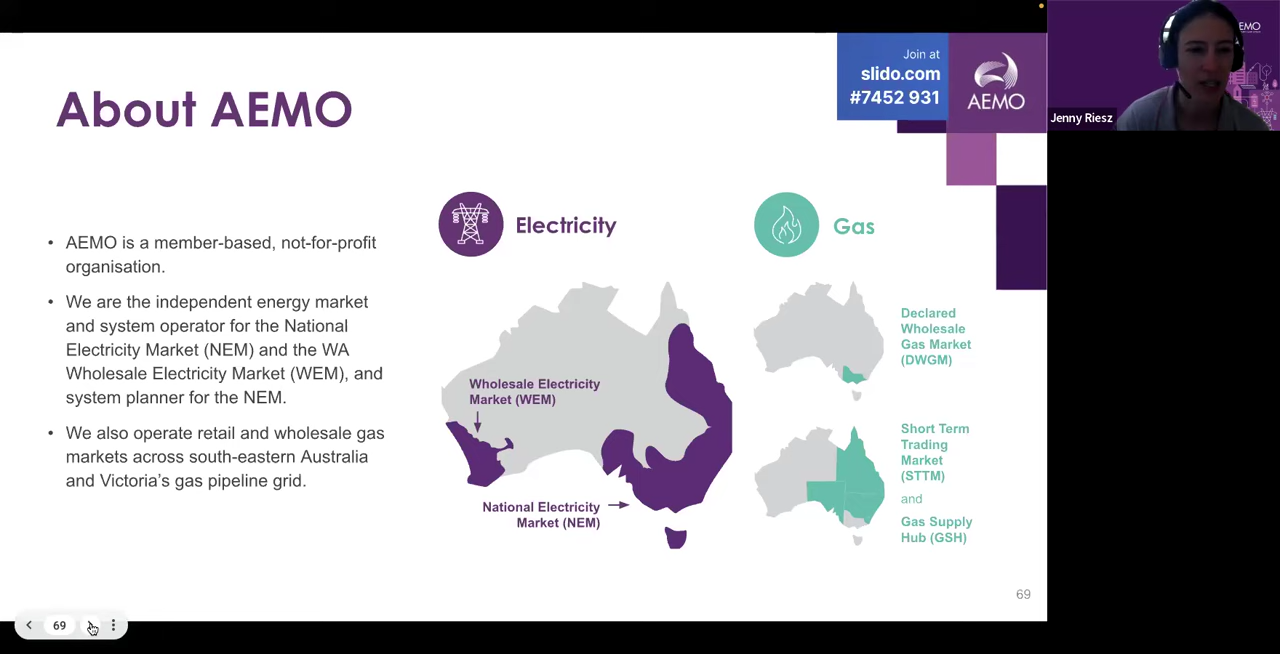 About AEMO
Join at
slido.com
#7452 931
AEMO
EMO
Jenny Riesz
Electricity
Gas
• AEMO is a member-based, not-for-profit
organisation.
• We are the independent energy market
and system operator for the National
Electricity Market (NEM) and the WA
Wholesale Electricity Market (WEM), and
system planner for the NEM.
• We also operate retail and wholesale gas
markets across south-eastern Australia
and Victoria's gas pipeline grid.
Wholesale Electricity
Market (WEM)
National Electricity
Market (NEM)
Declared
Wholesale
Gas Market
(DWGM)
Short Term
Trading
Market
(STTM)
and
Gas Supply
Hub (GSH)
69
69